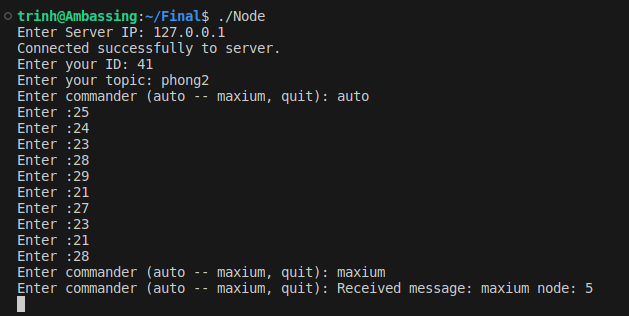 trinh@Ambassing:~/Final$ ./Node
Enter Server IP: 127.0.0.1
Connected successfully to server.
Enter your ID: 41
Enter your topic: phong2
Enter commander (auto -- maxium, quit): auto
Enter :25
Enter :24
Enter :23
Enter :28
Enter :29
Enter :21
Enter :27
Enter :23
Enter :21
Enter :28
Enter commander (auto -- maxium, quit): maxium
Enter commander (auto -- maxium, quit): Received message: maxium node: 5